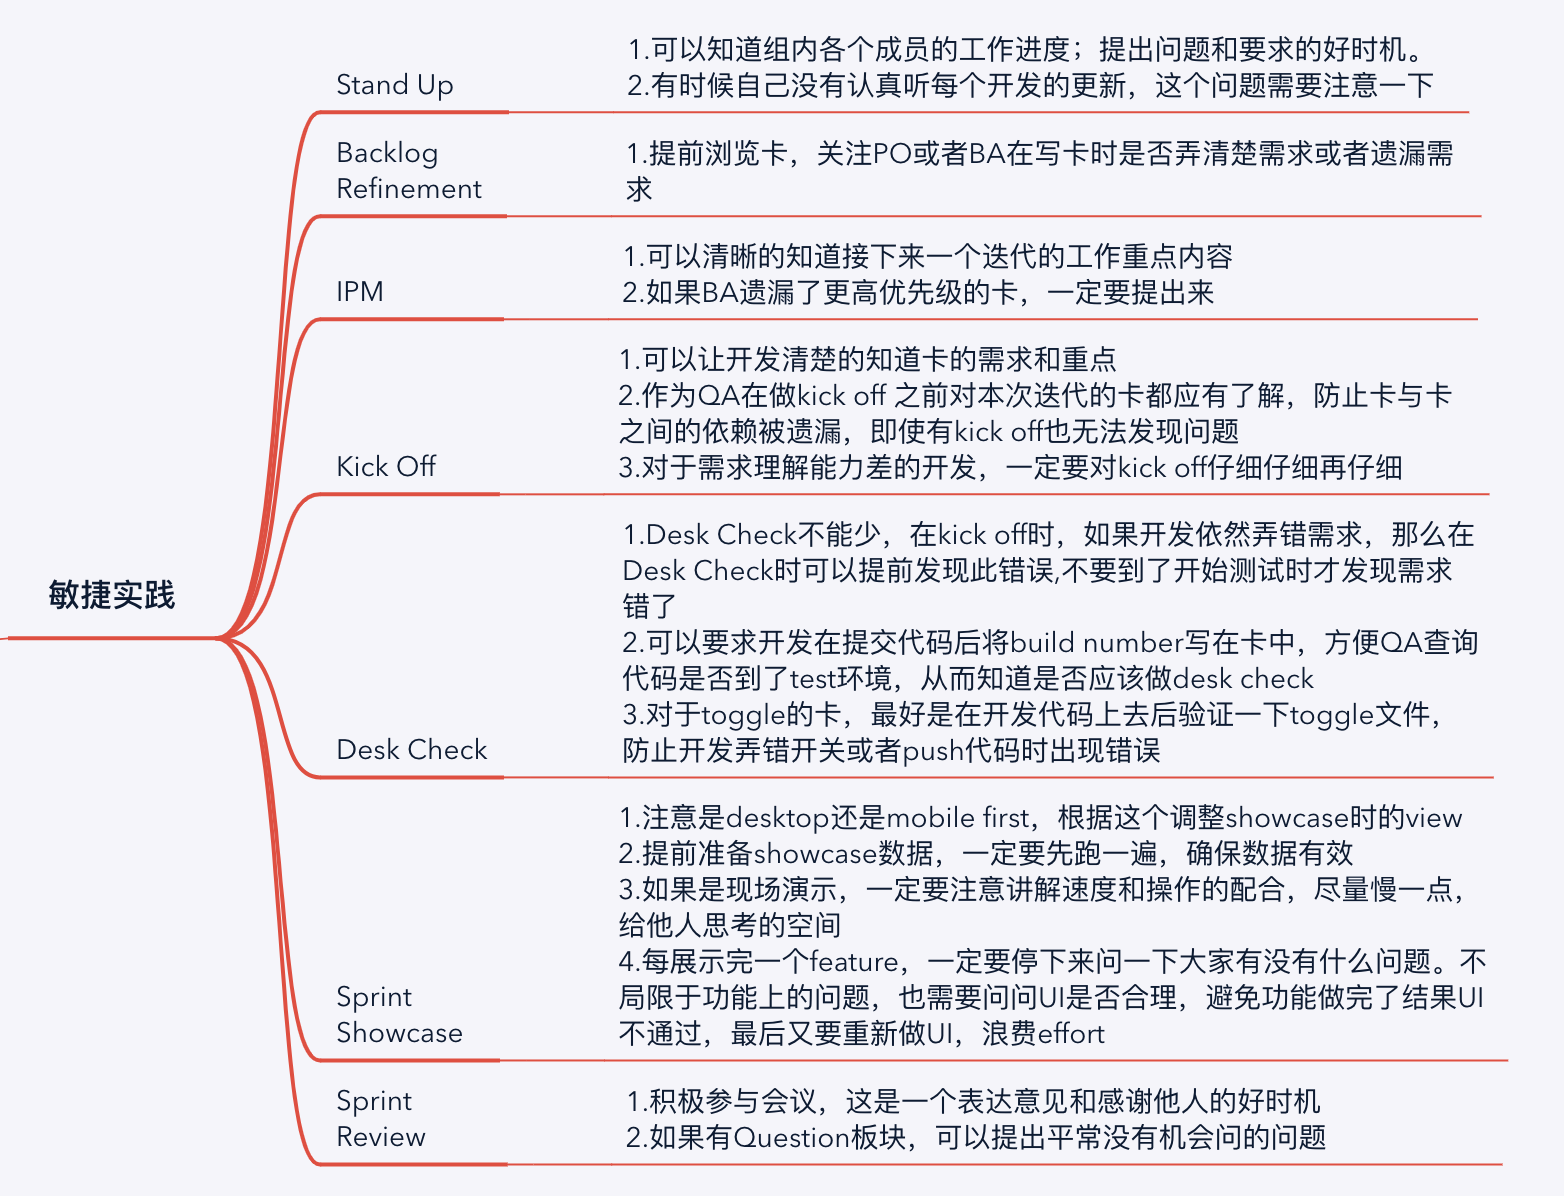 敏捷实践
Stand Up
1.可以知道组内各个成员的工作进度；提出问题和要求的好时机。
2.有时候自己没有认真听每个开发的更新，这个问题需要注意一下
Backlog
Refinement
1.提前浏览卡，关注PO或者BA在写卡时是否弄清楚需求或者遗漏需
求
IPM
1.可以清晰的知道接下来一个迭代的工作重点内容
2.如果BA遗漏了更高优先级的卡，一定要提出来
Kick Off
1.可以让开发清楚的知道卡的需求和重点
2.作为QA在做kick off 之前对本次迭代的卡都应有了解，防止卡与卡
之间的依赖被遗漏，即使有kick off也无法发现问题
3.对于需求理解能力差的开发，一定要对kick off仔细仔细再仔细
Desk Check
1.Desk Check不能少，在kick off时，如果开发依然弄错需求，那么在
Desk Check时可以提前发现此错误,不要到了开始测试时才发现需求
错了
2.可以要求开发在提交代码后将build number写在卡中，方便QA查询
代码是否到了test环境，从而知道是否应该做desk check
3.对于toggle的卡，最好是在开发代码上去后验证一下toggle文件，
防止开发弄错开关或者push代码时出现错误
Sprint
Showcase
1.注意是desktop还是mobile first，根据这个调整showcase时的view
2.提前准备showcase数据，一定要先跑一遍，确保数据有效
3.如果是现场演示，一定要注意讲解速度和操作的配合，尽量慢一点，
给他人思考的空间
4.每展示完一个feature，一定要停下来问一下大家有没有什么问题。不
局限于功能上的问题，也需要问问UI是否合理，避免功能做完了结果UI
不通过，最后又要重新做UI，浪费effort
Sprint
Review
1.积极参与会议，这是一个表达意见和感谢他人的好时机
2.如果有Question板块，可以提出平常没有机会问的问题